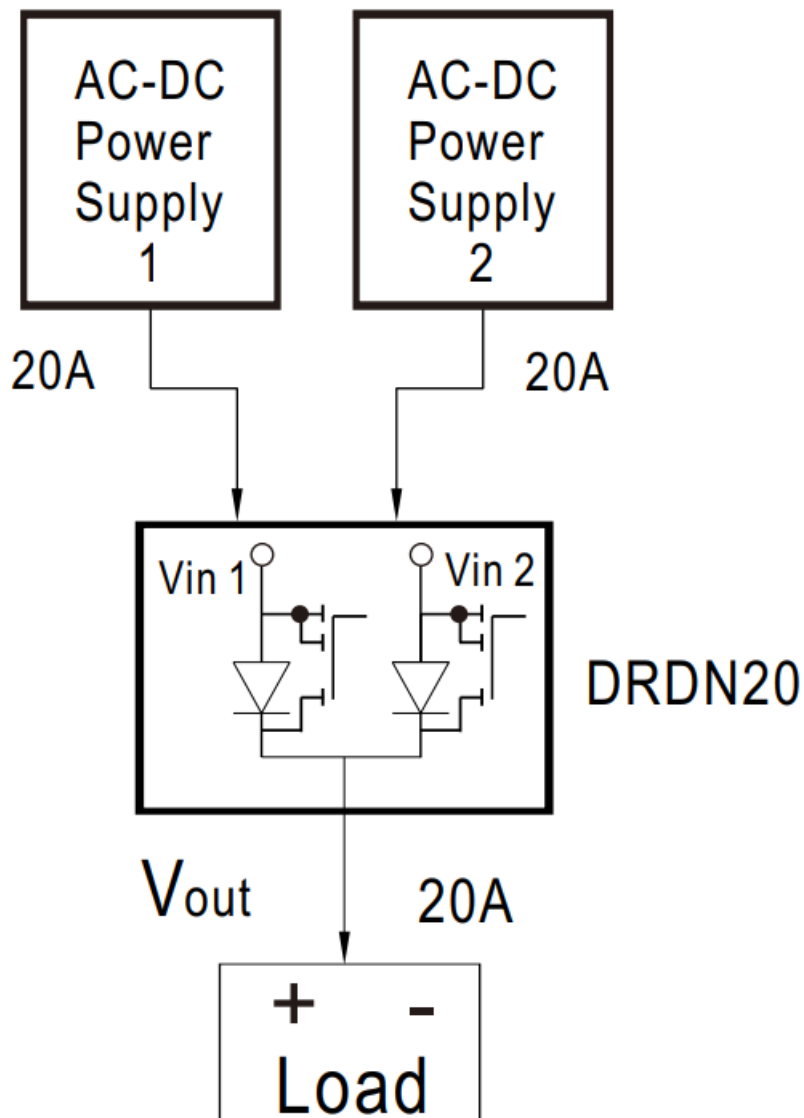 AC-DC
Power
Supply
1
AC-DC
Power
Supply
2
20A
20A
Vin 1
Vin 2
DRDN20
Vout
20A
+ -
Load